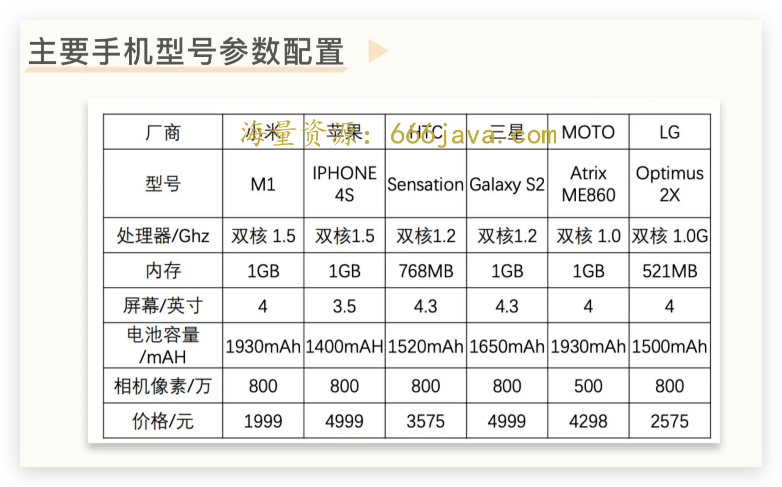 主要手机型号参数配置
厂商 小米 苹果 HTC 三星 MOTO LG
海量资源：666java.com
型号 M1 IPHONE 4S Sensation Galaxy S2 Atrix ME860 Optimus 2X
处理器/Ghz 双核 1.5 双核1.5 双核1.2 双核1.2 双核 1.0 双核 1.0G
内存 1GB 1GB 768MB 1GB 1GB 521MB
屏幕/英寸 4 3.5 4.3 4.3 4 4
电池容量/mAH 1930mAh 1400mAH 1520mAh 1650mAh 1930mAh 1500mAh
相机像素/万 800 800 800 800 500 800
价格/元 1999 4999 3575 4999 4298 2575